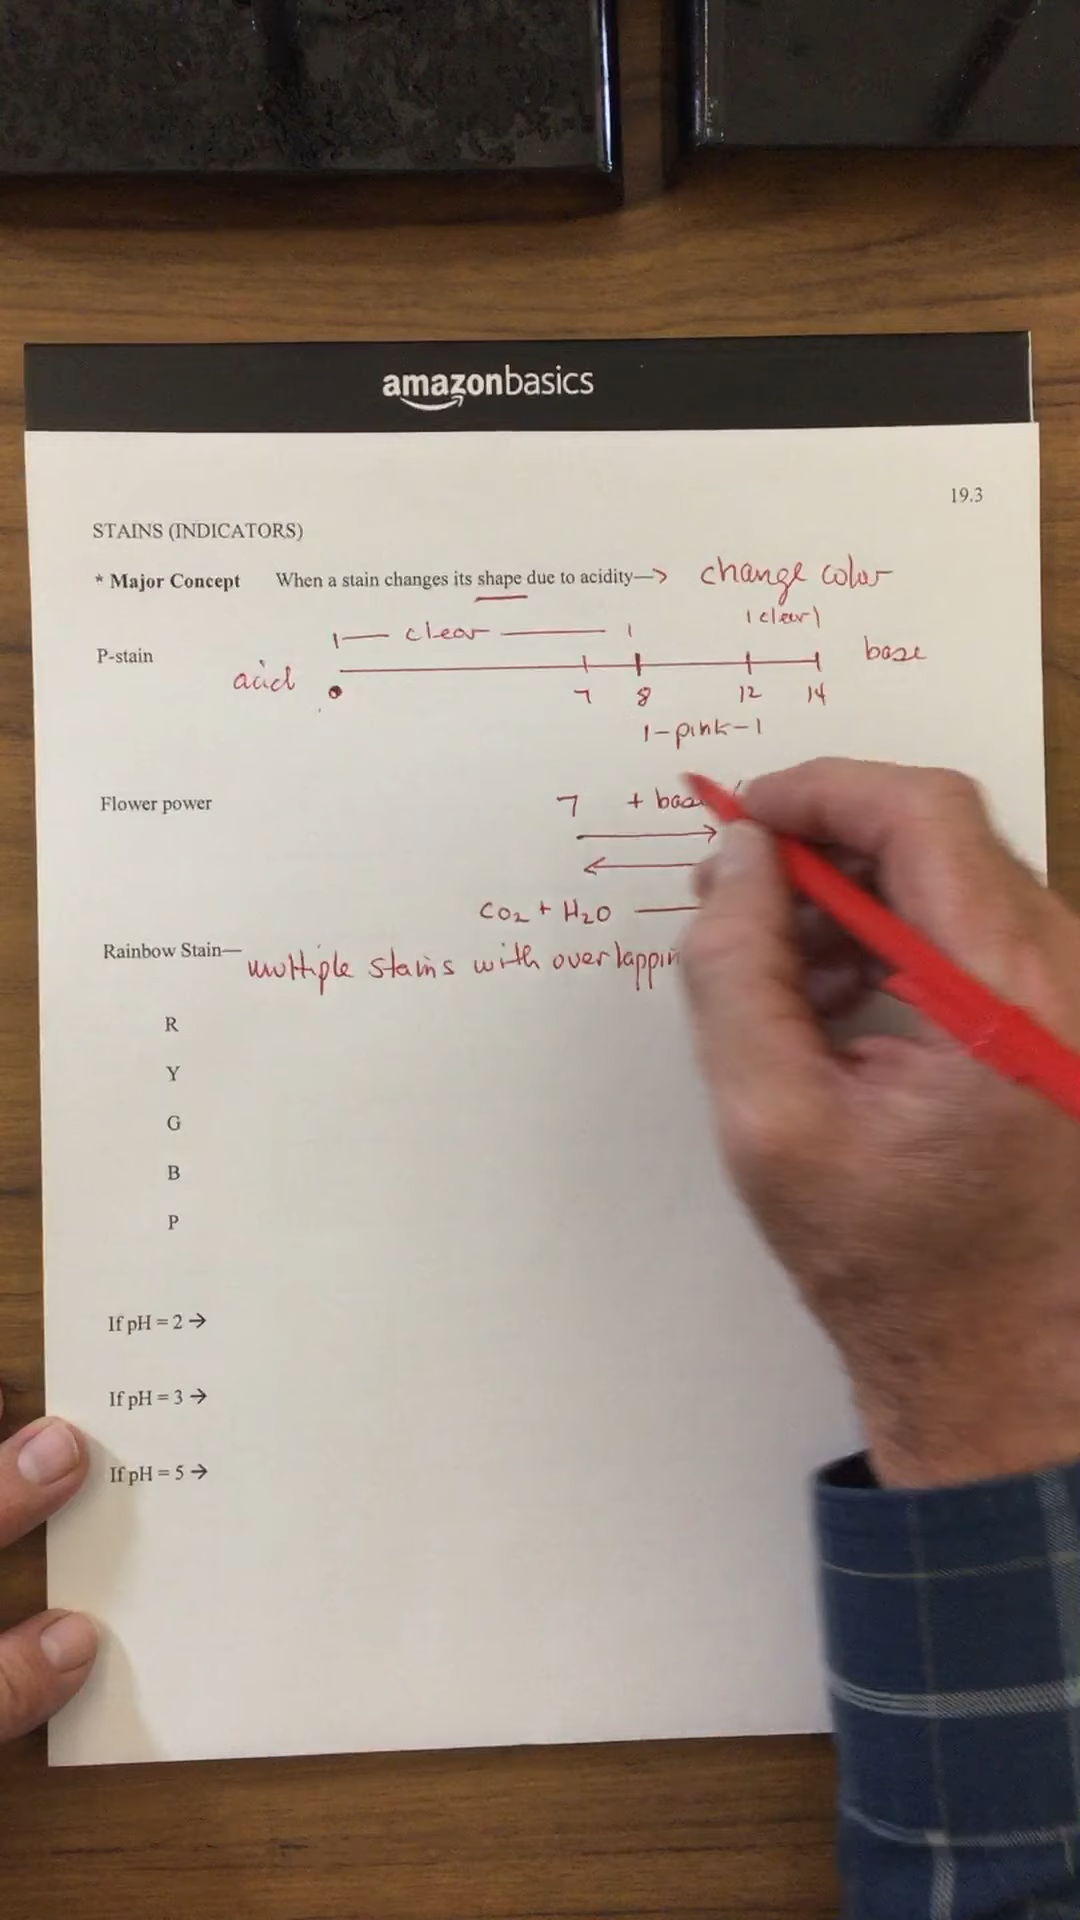 amazonbasics
19.3
STAINS (INDICATORS)
* Major Concept When a stain changes its shape due to acidity—> change color
|— clear —— | |clear|
P-stain acid base
7 8 12 14
|-pink-|
Flower power 7 + base
CO2 + H2O
Rainbow Stain— multiple stains with overlappin
R
Y
G
B
P
If pH = 2 →
If pH = 3 →
If pH = 5 →